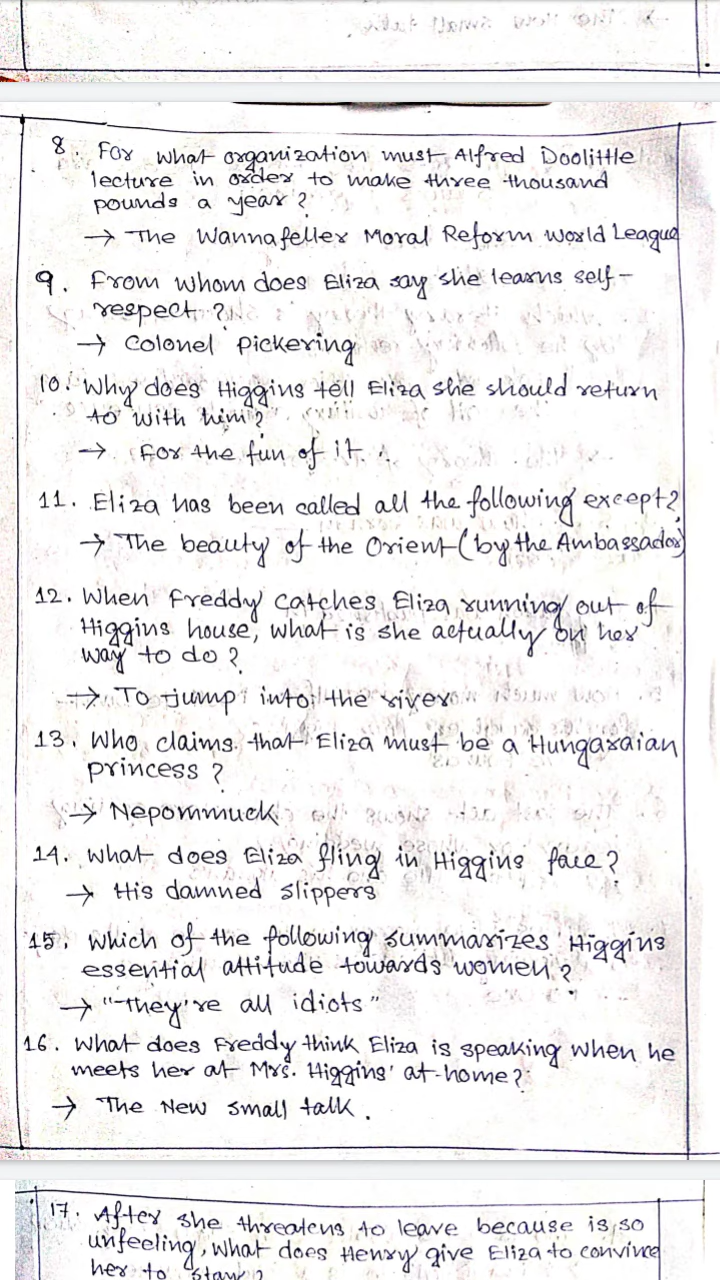 8. For what organization must Alfred Doolittle
lecture in order to make three thousand
pounds a year?
→ The Wannafeller Moral Reform World League
9. From whom does Eliza say she learns self-
respect?
→ Colonel Pickering
10. Why does Higgins tell Eliza she should return
to with him?
→ For the fun of it.
11. Eliza has been called all the following except?
→ The beauty of the Orient (by the Ambassador)
12. When Freddy catches Eliza running out of
Higgins house, what is she actually on her
way to do?
→ To jump into the river
13. Who claims that Eliza must be a Hungaraian
princess?
→ Nepommuck
14. What does Eliza fling in Higgins face?
→ His damned slippers
15. Which of the following summarizes Higgins
essential attitude towards women?
→ "They're all idiots"
16. What does Freddy think Eliza is speaking when he
meets her at Mrs. Higgins' at-home?
→ The New small talk.
17. After she threatens to leave because is so
unfeeling, what does Henry give Eliza to convince
her to stay?